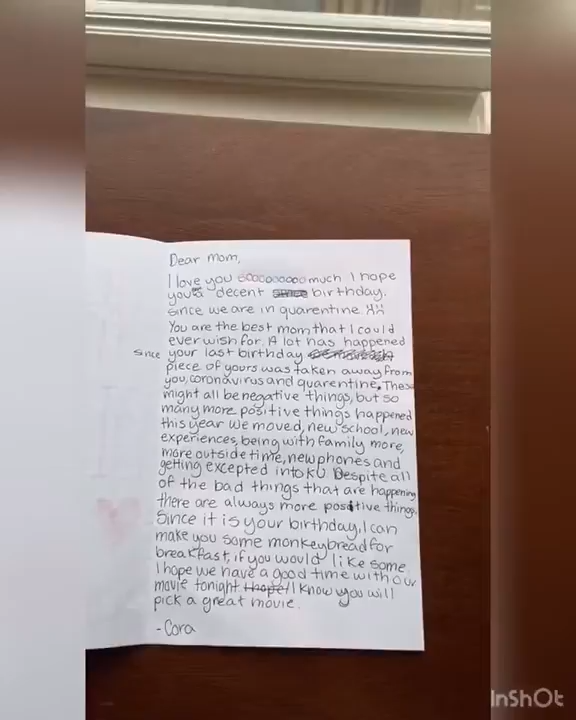 Dear Mom,
I love you sooooooooo much I hope
you a decent birthday.
since we are in quarentine.
You are the best mom that I could
ever wish for. A lot has happened
since your last birthday
piece of yours was taken away from
you, coronavirus and quarentine. These
might all be negative things, but so
many more positive things happened
this year we moved, new school, new
experiences, being with family more,
more outside time, new phones and
getting excepted into KU. Despite all
of the bad things that are happening
there are always more positive things.
Since it is your birthday, I can
make you some monkey bread for
breakfast, if you would like some.
I hope we have a good time with our
movie tonight. I hope I know you will
pick a great movie.
-Cora
InShOt